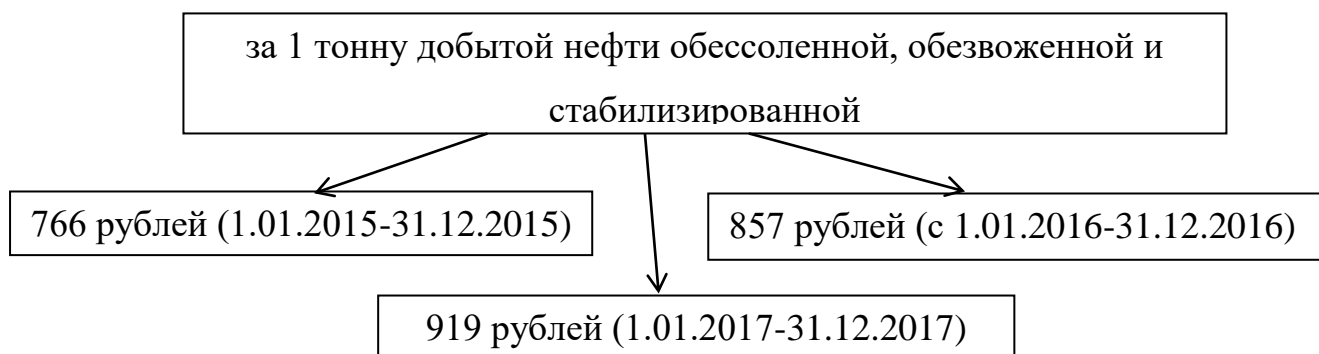 за 1 тонну добытой нефти обессоленной, обезвоженной и
стабилизированной
766 рублей (1.01.2015-31.12.2015)
857 рублей (с 1.01.2016-31.12.2016)
919 рублей (1.01.2017-31.12.2017)